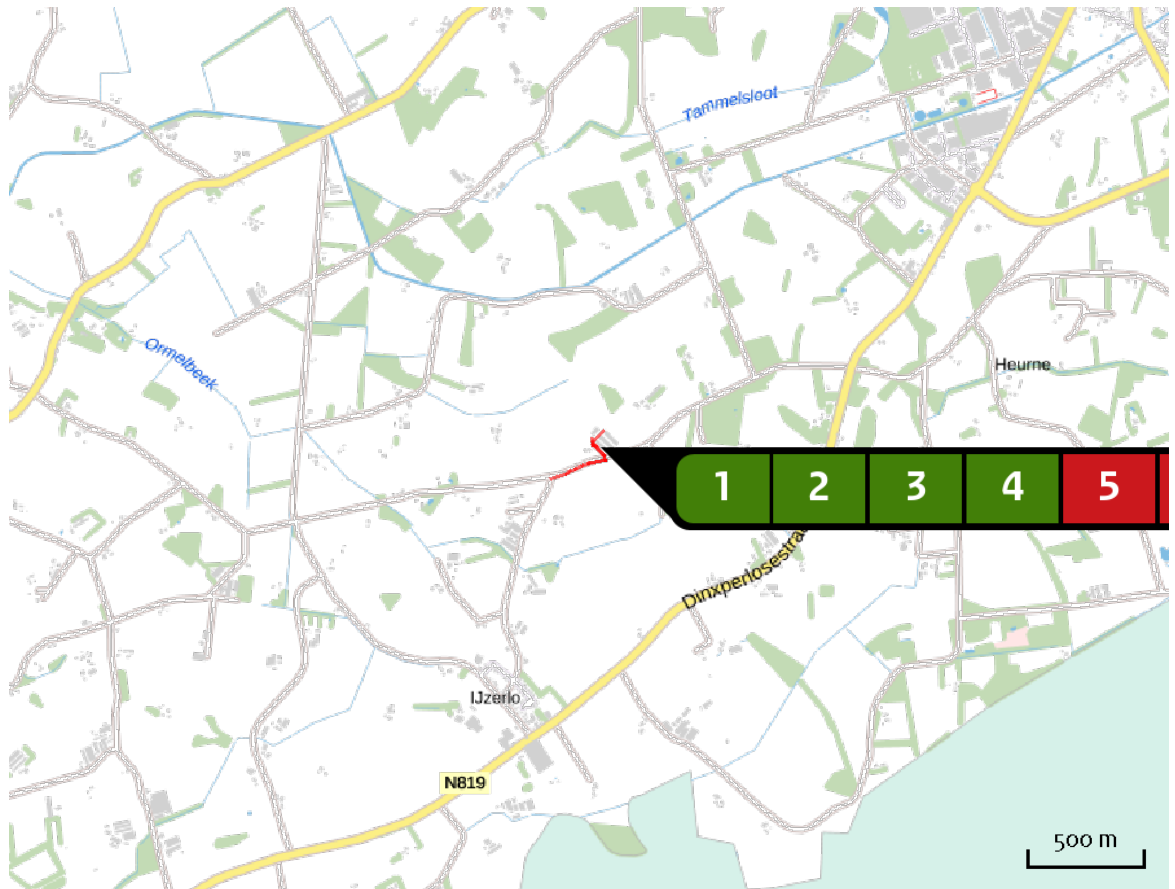 Tammelsloot
Ormelbeek
Heurne
1 2 3 4 5
Dinxperlosestra
IJzerlo
N819
500 m